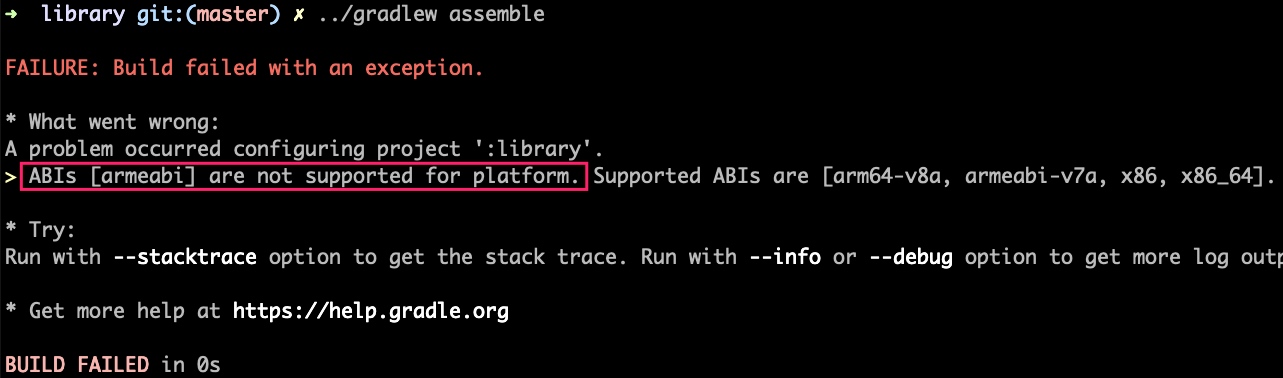 ➜ library git:(master) ✗ ../gradlew assemble
FAILURE: Build failed with an exception.
* What went wrong:
A problem occurred configuring project ':library'.
> ABIs [armeabi] are not supported for platform. Supported ABIs are [arm64-v8a, armeabi-v7a, x86, x86_64].
* Try:
Run with --stacktrace option to get the stack trace. Run with --info or --debug option to get more log outp
* Get more help at https://help.gradle.org
BUILD FAILED in 0s